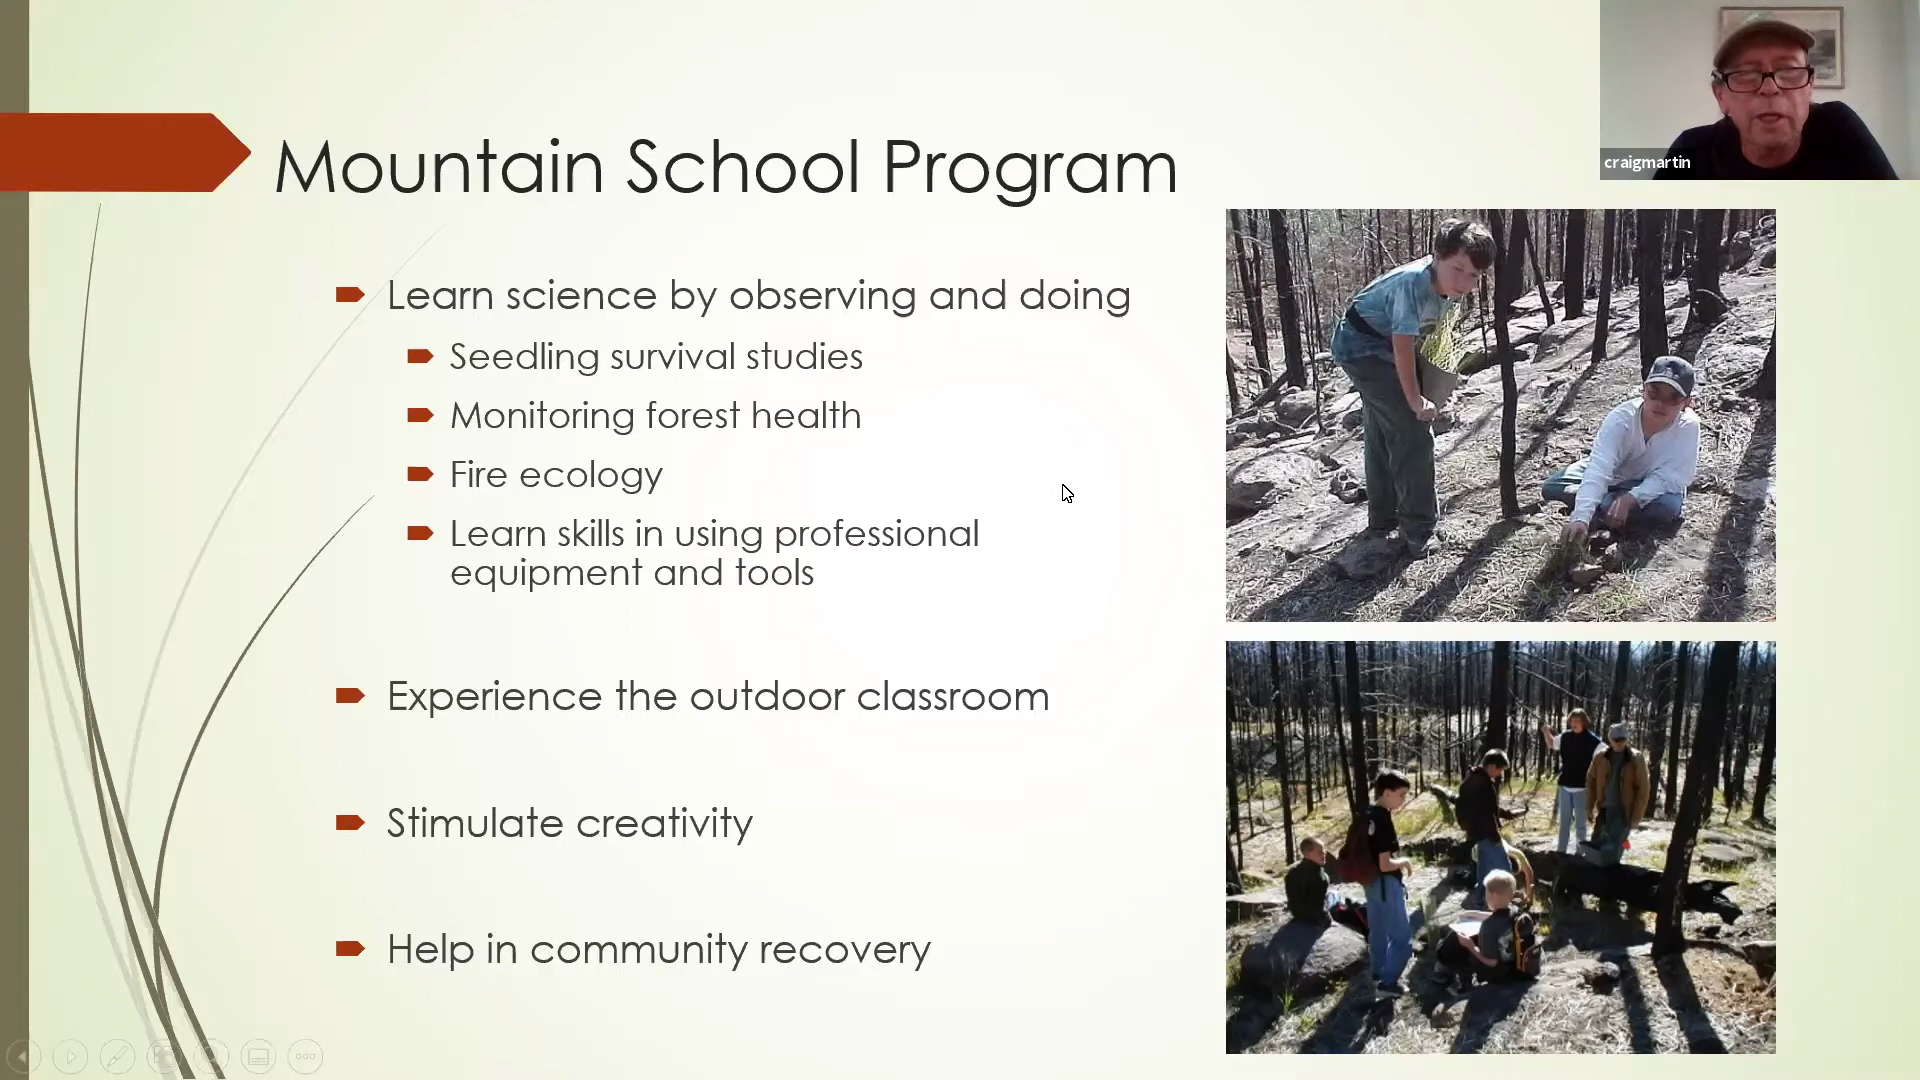 craigmartin
Mountain School Program
Learn science by observing and doing
Seedling survival studies
Monitoring forest health
Fire ecology
Learn skills in using professional
equipment and tools
Experience the outdoor classroom
Stimulate creativity
Help in community recovery